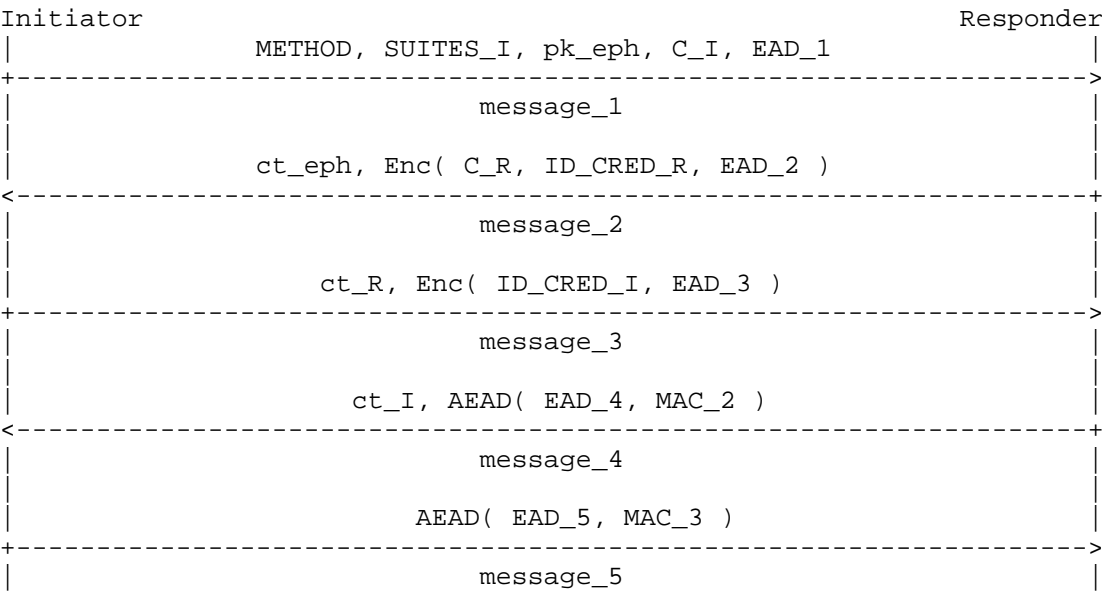 Initiator Responder
| METHOD, SUITES_I, pk_eph, C_I, EAD_1 |
+------------------------------------------------------------------>
| message_1 |
| |
| ct_eph, Enc( C_R, ID_CRED_R, EAD_2 ) |
<------------------------------------------------------------------+
| message_2 |
| |
| ct_R, Enc( ID_CRED_I, EAD_3 ) |
+------------------------------------------------------------------>
| message_3 |
| |
| ct_I, AEAD( EAD_4, MAC_2 ) |
<------------------------------------------------------------------+
| message_4 |
| |
| AEAD( EAD_5, MAC_3 ) |
+------------------------------------------------------------------>
| message_5 |